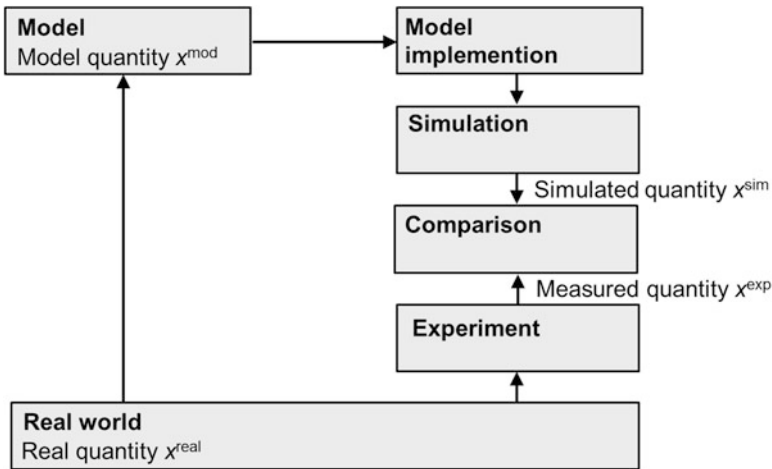 Model
Model quantity x^mod
Model
implemention
Simulation
Simulated quantity x^sim
Comparison
Measured quantity x^exp
Experiment
Real world
Real quantity x^real